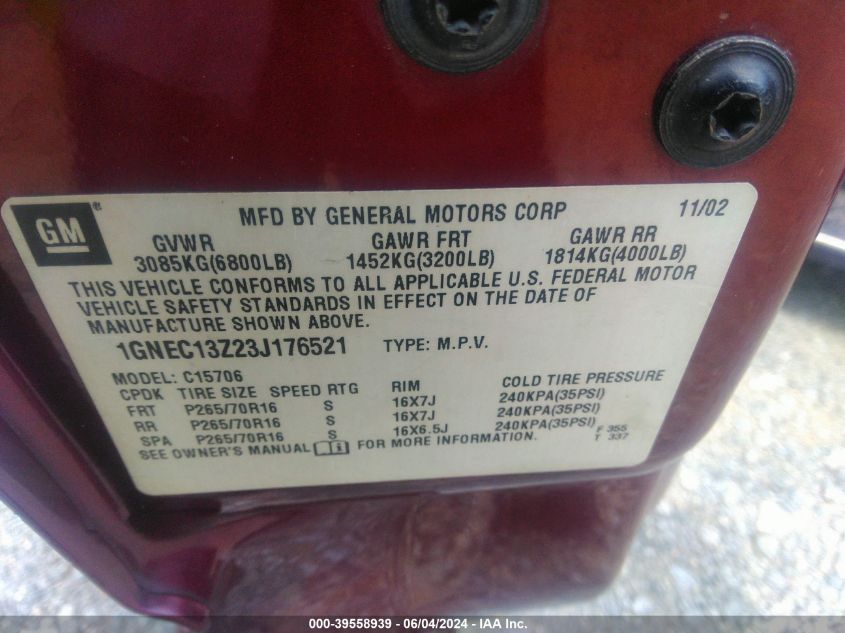 GM ®
MFD BY GENERAL MOTORS CORP 11/02
GVWR GAWR FRT GAWR RR
3085KG(6800LB) 1452KG(3200LB) 1814KG(4000LB)
THIS VEHICLE CONFORMS TO ALL APPLICABLE U.S. FEDERAL MOTOR
VEHICLE SAFETY STANDARDS IN EFFECT ON THE DATE OF
MANUFACTURE SHOWN ABOVE.
1GNEC13Z23J176521 TYPE: M.P.V.
MODEL: C15706
CPDK TIRE SIZE SPEED RTG RIM COLD TIRE PRESSURE
FRT P265/70R16 S 16X7J 240KPA(35PSI)
RR P265/70R16 S 16X7J 240KPA(35PSI)
SPA P265/70R16 S 16X6.5J 240KPA(35PSI)
SEE OWNER'S MANUAL FOR MORE INFORMATION.
F 355
T 337
000-39558939 - 06/04/2024 - IAA Inc.